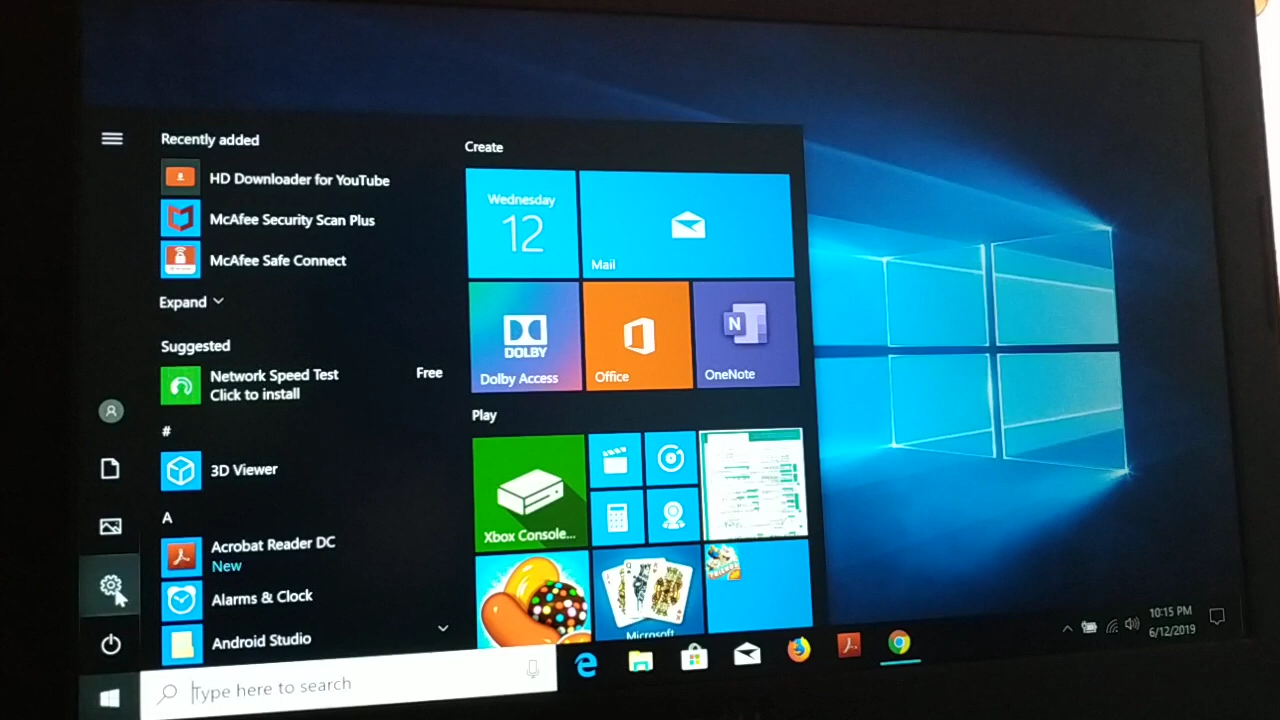 Recently added
HD Downloader for YouTube
McAfee Security Scan Plus
McAfee Safe Connect
Expand
Suggested
Network Speed Test
Click to install
Free
#
3D Viewer
A
Acrobat Reader DC
New
Alarms & Clock
Android Studio
Create
Wednesday
12
Mail
DOLBY
Dolby Access
Office
N
OneNote
Play
Xbox Console...
Microsoft
Type here to search
10:15 PM
6/12/2019